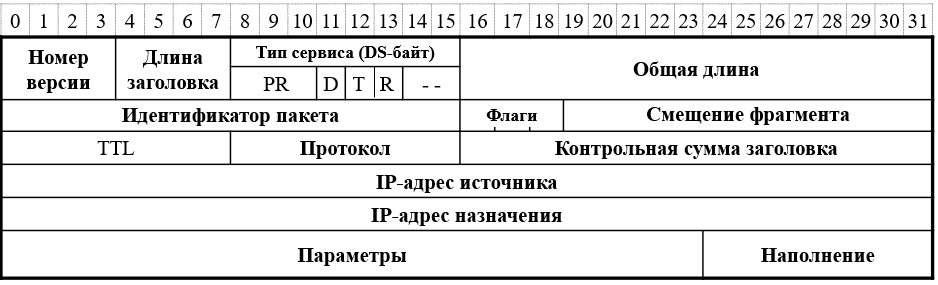 0 1 2 3 4 5 6 7 8 9 10 11 12 13 14 15 16 17 18 19 20 21 22 23 24 25 26 27 28 29 30 31
Номер версии
Длина заголовка
Тип сервиса (DS-байт)
PR D T R - -
Общая длина
Идентификатор пакета Флаги Смещение фрагмента
TTL Протокол Контрольная сумма заголовка
IP-адрес источника
IP-адрес назначения
Параметры Наполнение